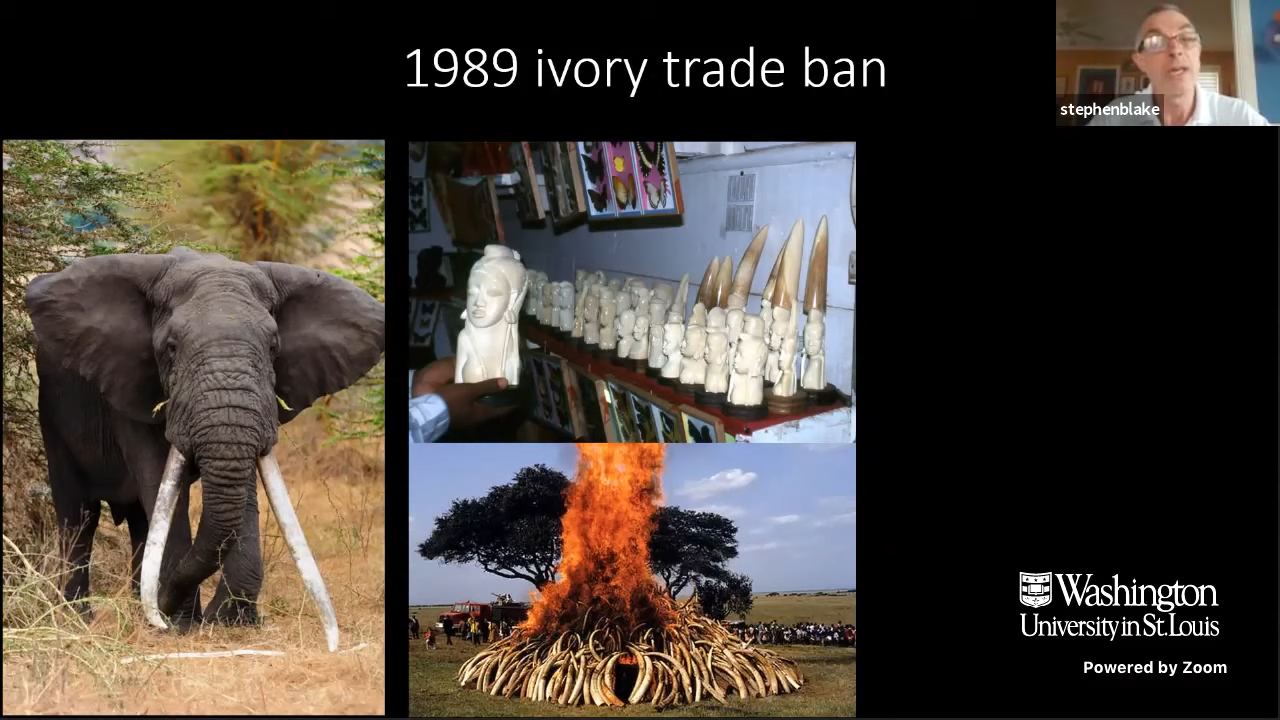 1989 ivory trade ban
stephenblake
Washington
University in St. Louis
Powered by Zoom